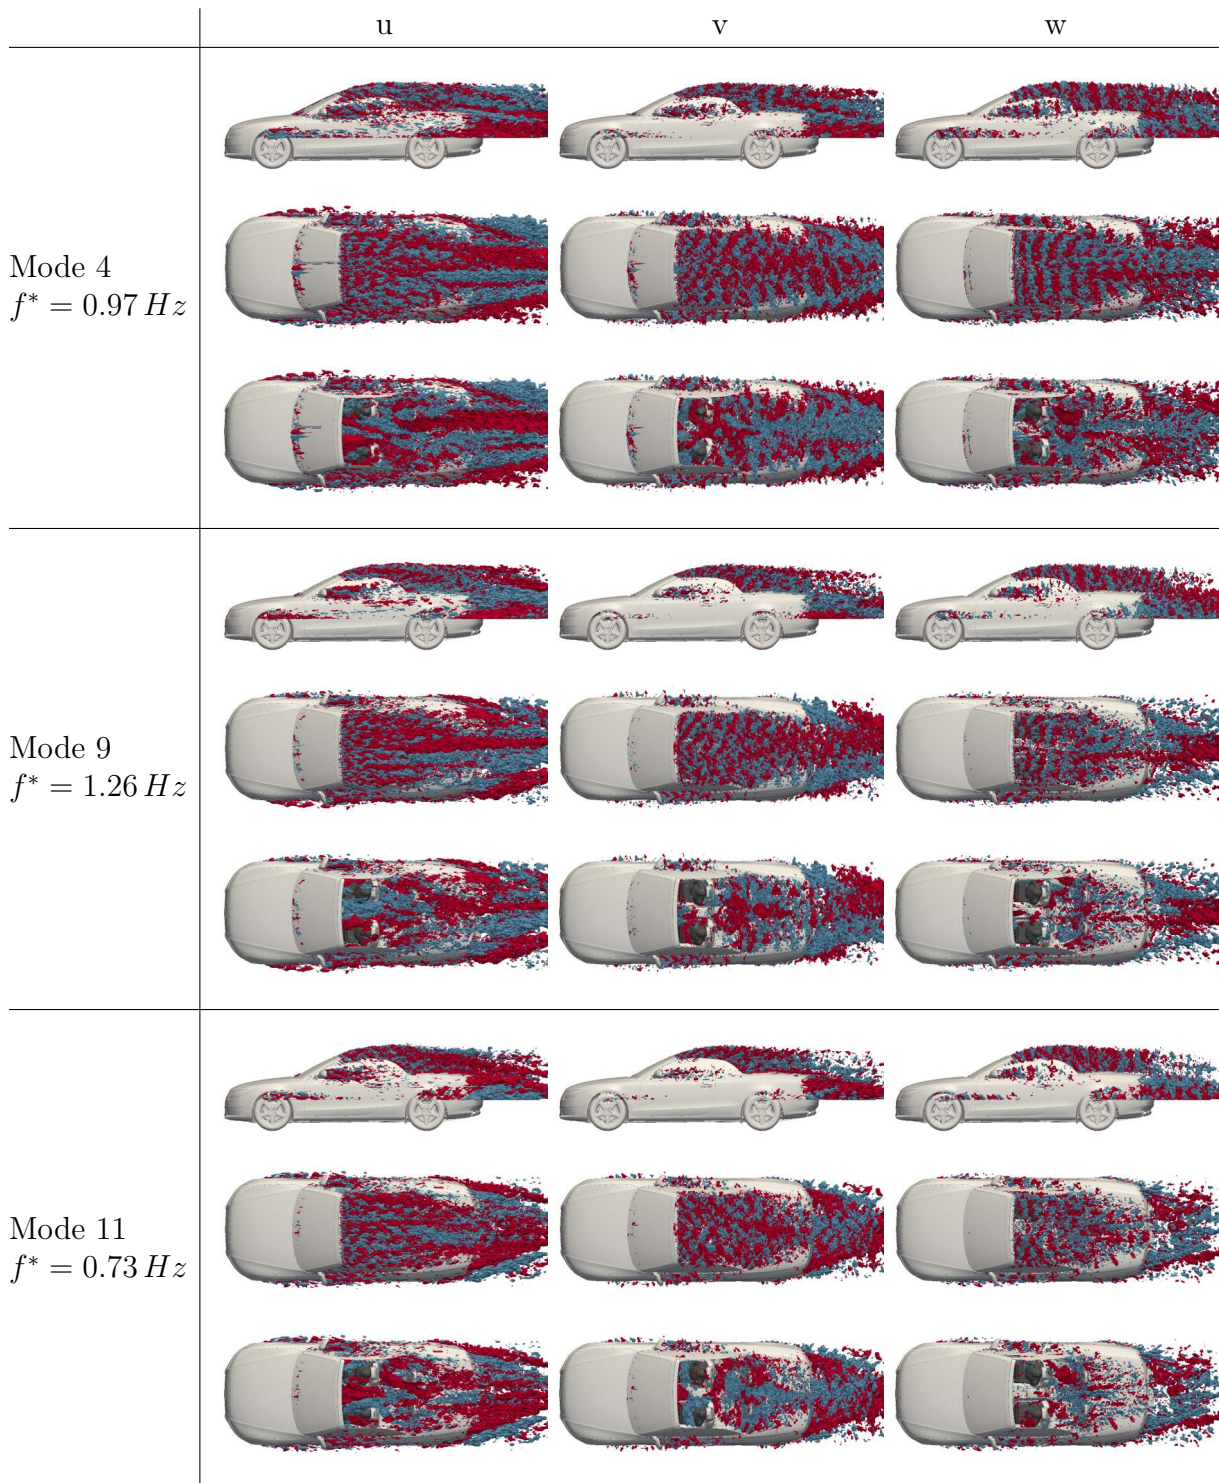 u v w
Mode 4
f* = 0.97 Hz
Mode 9
f* = 1.26 Hz
Mode 11
f* = 0.73 Hz